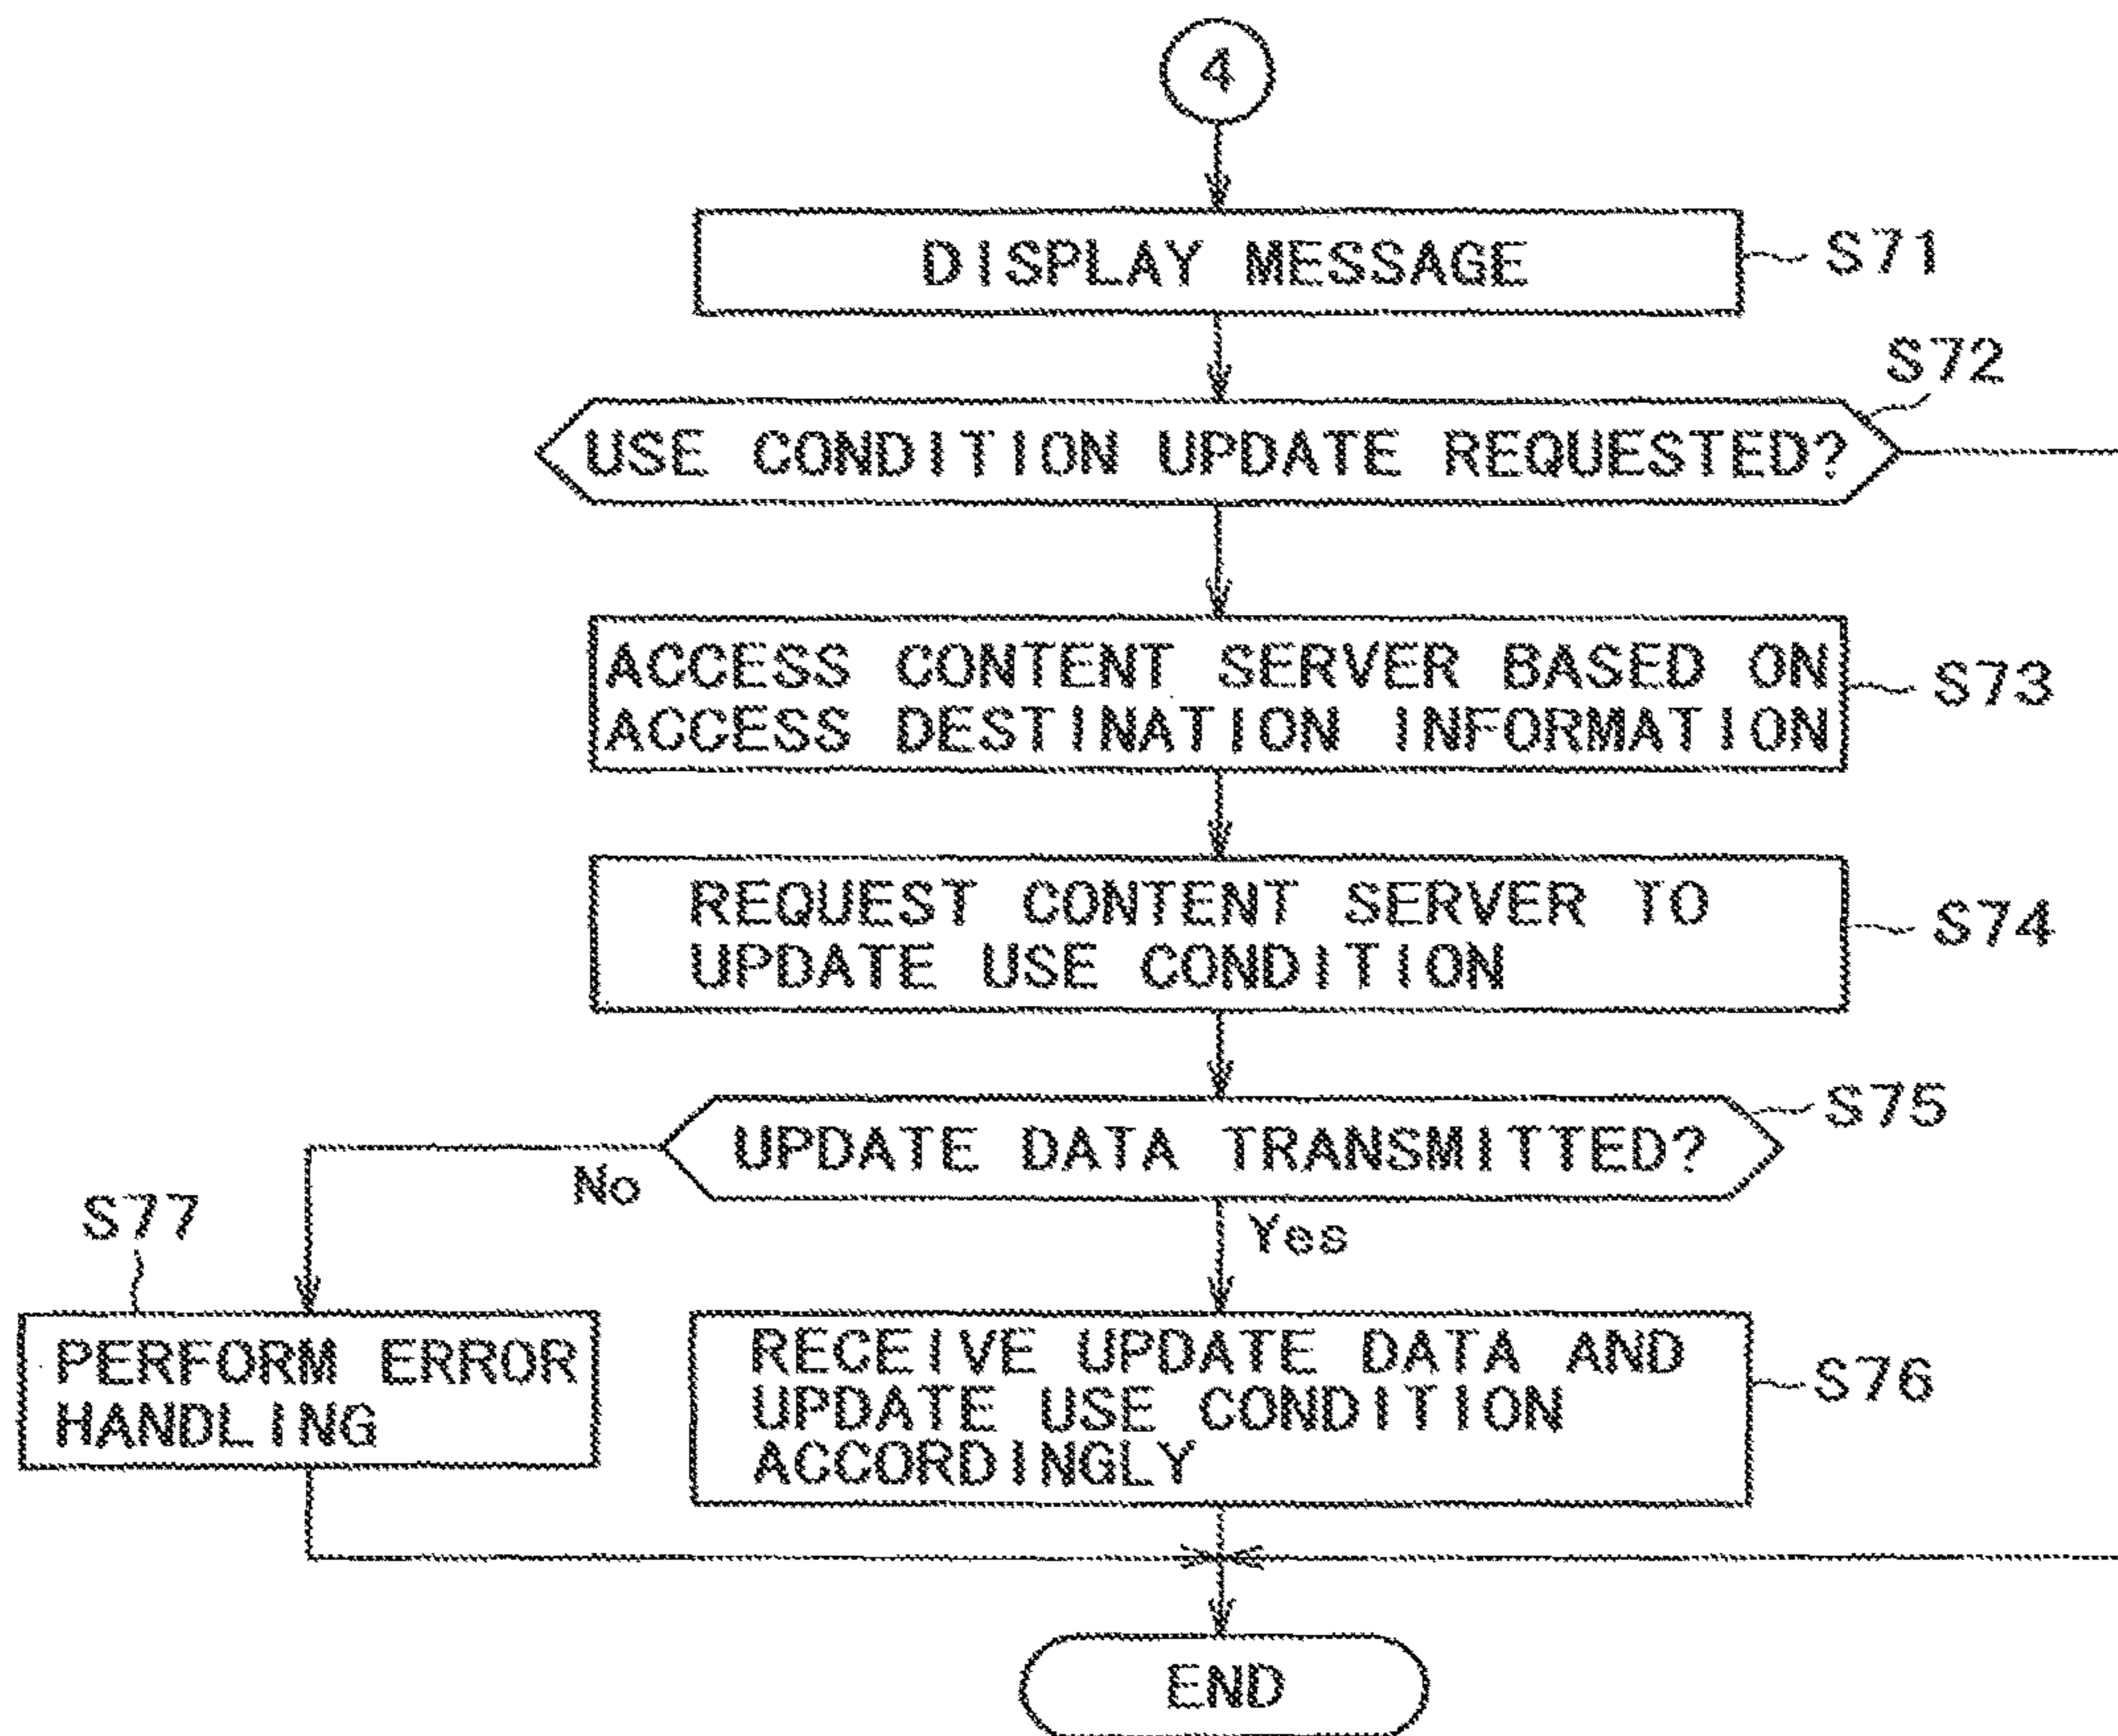 4
DISPLAY MESSAGE
S71
S72
USE CONDITION UPDATE REQUESTED?
ACCESS CONTENT SERVER BASED ON
ACCESS DESTINATION INFORMATION
S73
REQUEST CONTENT SERVER TO
UPDATE USE CONDITION
S74
S75
UPDATE DATA TRANSMITTED?
No
Yes
S77
PERFORM ERROR
HANDLING
RECEIVE UPDATE DATA AND
UPDATE USE CONDITION
ACCORDINGLY
S76
END